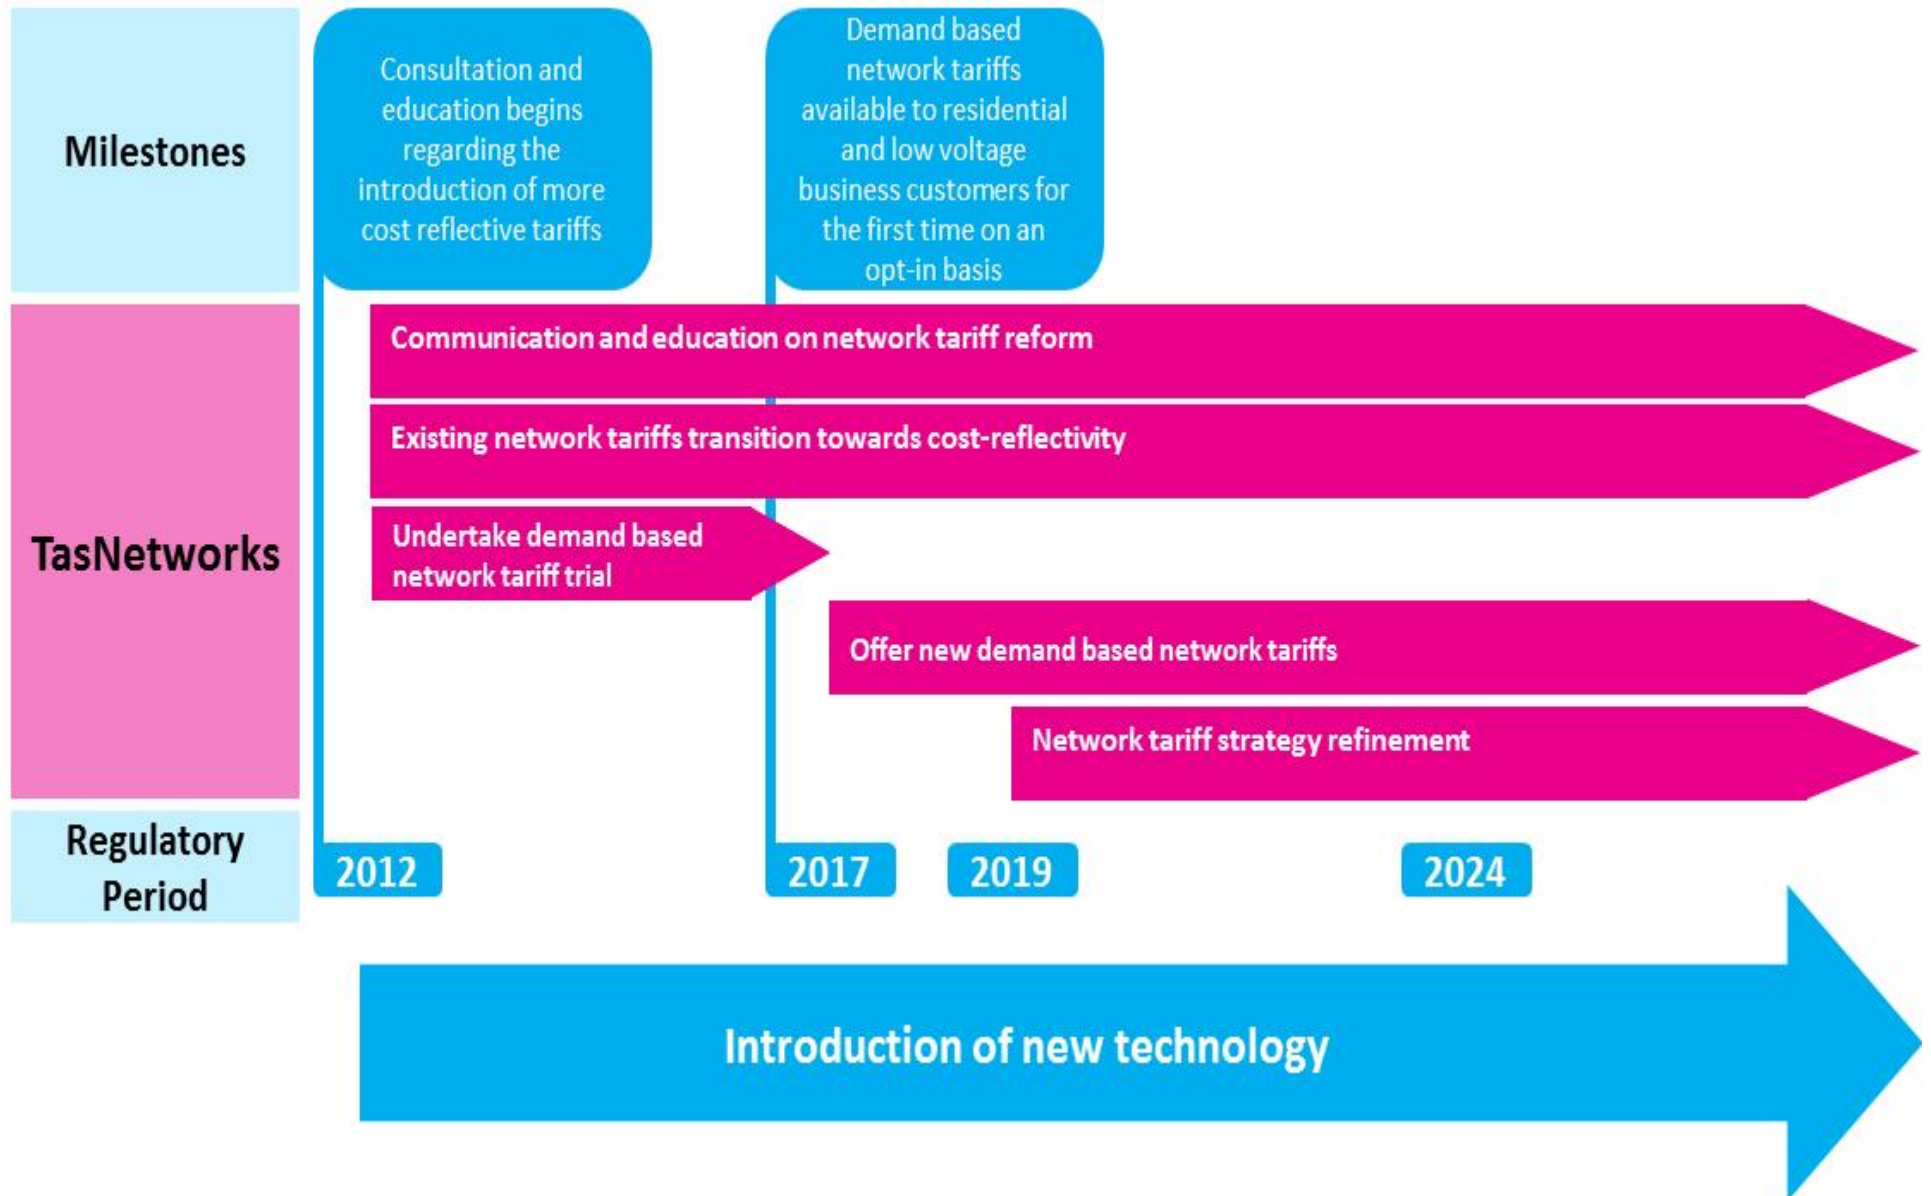 Milestones
Consultation and
education begins
regarding the
introduction of more
cost reflective tariffs
Demand based
network tariffs
available to residential
and low voltage
business customers for
the first time on an
opt-in basis
TasNetworks
Communication and education on network tariff reform
Existing network tariffs transition towards cost-reflectivity
Undertake demand based
network tariff trial
Offer new demand based network tariffs
Network tariff strategy refinement
Regulatory
Period
2012
2017
2019
2024
Introduction of new technology